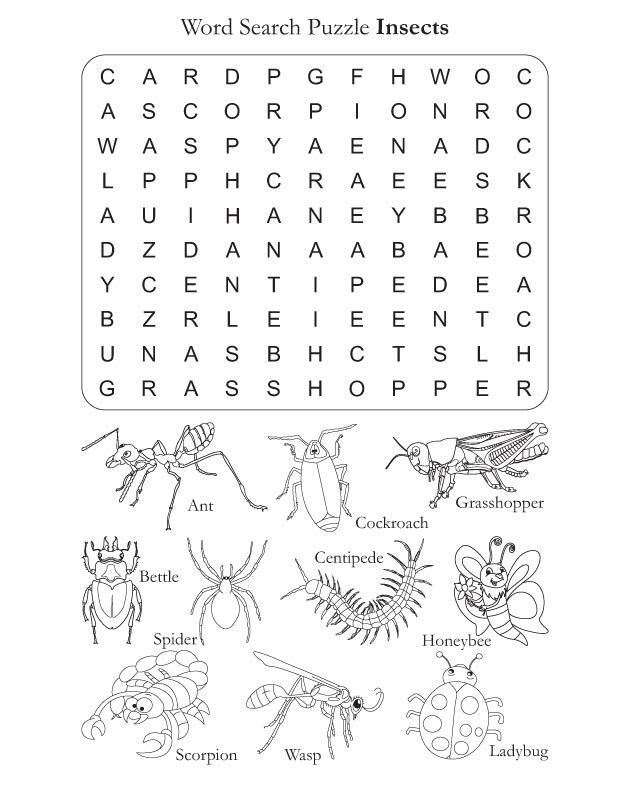 Word Search Puzzle Insects
C A R D P G F H W O C
A S C O R P I O N R O
W A S P Y A E N A D C
L P P H C R A E E S K
A U I H A N E Y B B R
D Z D A N A A B A E O
Y C E N T I P E D E A
B Z R L E I E E N T C
U N A S B H C T S L H
G R A S S H O P P E R
Ant
Cockroach
Grasshopper
Bettle
Spider
Centipede
Honeybee
Scorpion
Wasp
Ladybug